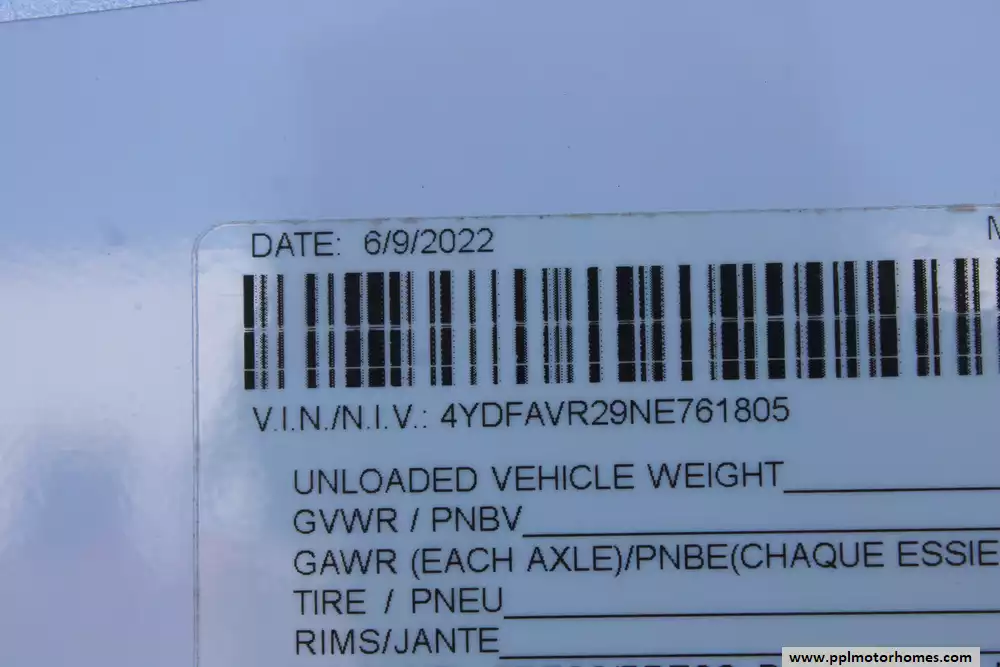 DATE: 6/9/2022
V.I.N./N.I.V.: 4YDFAVR29NE761805
UNLOADED VEHICLE WEIGHT
GVWR / PNBV
GAWR (EACH AXLE)/PNBE(CHAQUE ESSIE
TIRE / PNEU
RIMS/JANTE
www.pplmotorhomes.com